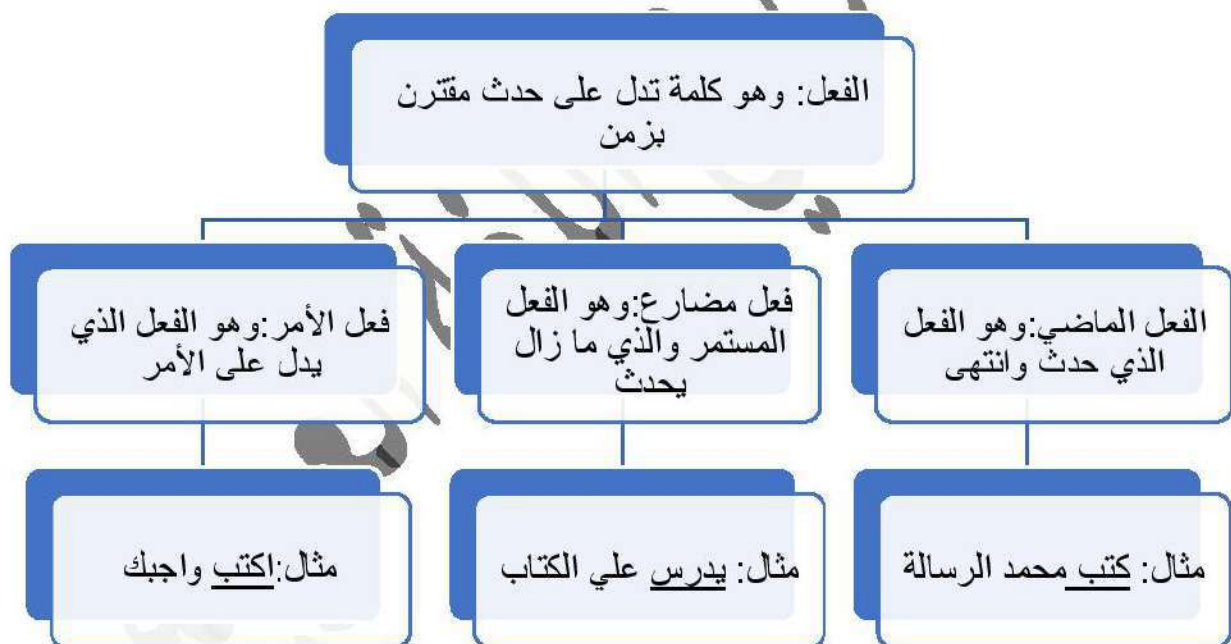 الفعل: وهو كلمة تدل على حدث مقترن
بزمن
الفعل الماضي:وهو الفعل
الذي حدث وانتهى
فعل مضارع:وهو الفعل
المستمر والذي ما زال
يحدث
فعل الأمر:وهو الفعل الذي
يدل على الأمر
مثال: كتب محمد الرسالة
مثال: يدرس علي الكتاب
مثال:اكتب واجبك